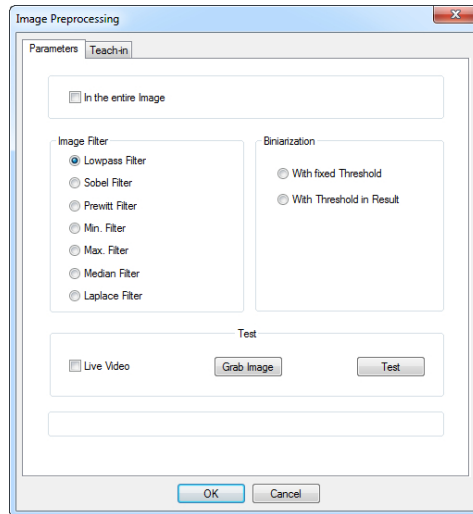 Image Preprocessing
Parameters Teach-in
In the entire Image
Image Filter
Lowpass Filter
Sobel Filter
Prewitt Filter
Min. Filter
Max. Filter
Median Filter
Laplace Filter
Biniarization
With fixed Threshold
With Threshold in Result
Test
Live Video Grab Image Test
OK Cancel